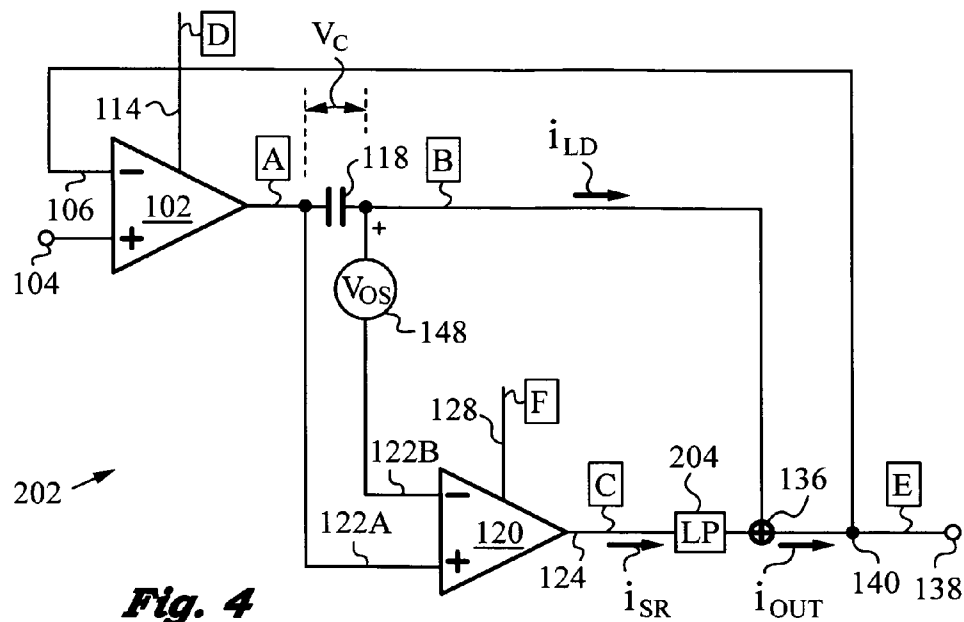 D
V_C
114
A
118
B
i_LD
−
102
106
+
104
+
V_OS
148
F
128
202
122B
204
136
−
C
E
122A
120
LP
+
124
i_SR
i_OUT
140
138
Fig. 4